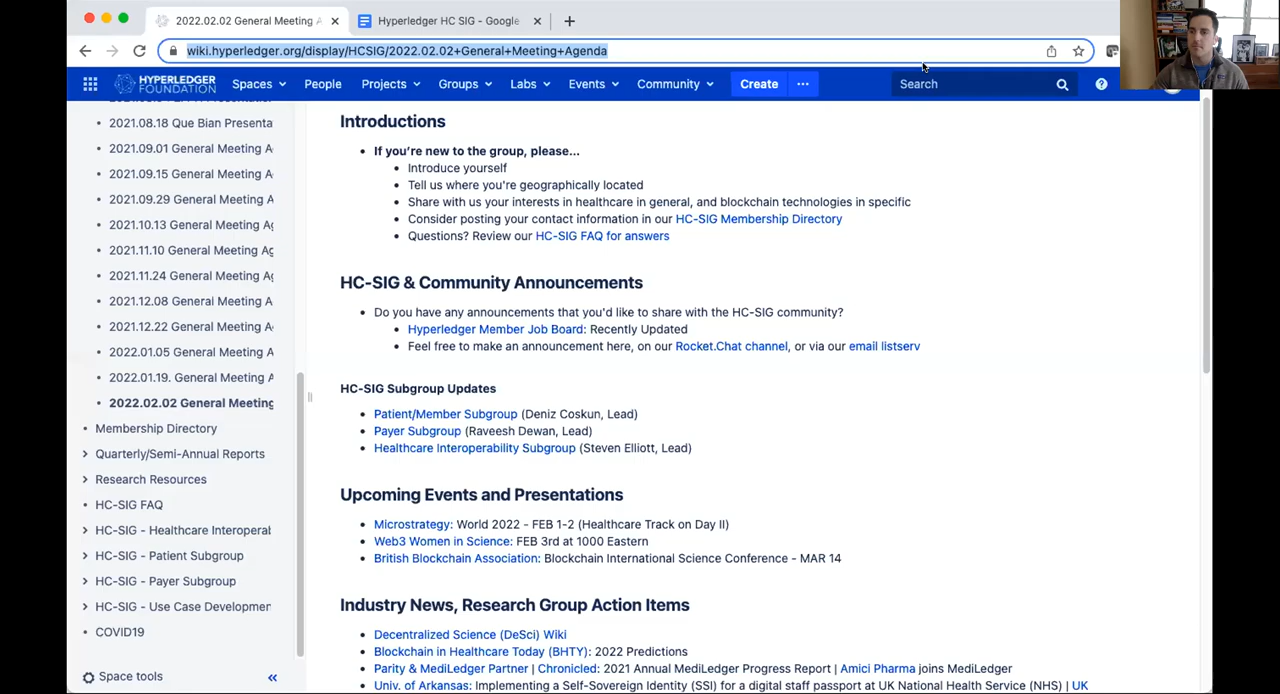 2022.02.02 General Meeting A
Hyperledger HC SIG - Google
wiki.hyperledger.org/display/HCSIG/2022.02.02+General+Meeting+Agenda
HYPERLEDGER
FOUNDATION
Spaces People Projects Groups Labs Events Community Create ... Search
2021.08.18 Que Bian Presenta
2021.09.01 General Meeting A
2021.09.15 General Meeting A
2021.09.29 General Meeting A
2021.10.13 General Meeting Ag
2021.11.10 General Meeting Ag
2021.11.24 General Meeting Ag
2021.12.08 General Meeting A
2021.12.22 General Meeting A
2022.01.05 General Meeting A
2022.01.19. General Meeting A
2022.02.02 General Meeting
Membership Directory
Quarterly/Semi-Annual Reports
Research Resources
HC-SIG FAQ
HC-SIG - Healthcare Interoperab
HC-SIG - Patient Subgroup
HC-SIG - Payer Subgroup
HC-SIG - Use Case Developmen
COVID19
Space tools
Introductions
If you're new to the group, please...
Introduce yourself
Tell us where you're geographically located
Share with us your interests in healthcare in general, and blockchain technologies in specific
Consider posting your contact information in our HC-SIG Membership Directory
Questions? Review our HC-SIG FAQ for answers
HC-SIG & Community Announcements
Do you have any announcements that you'd like to share with the HC-SIG community?
Hyperledger Member Job Board: Recently Updated
Feel free to make an announcement here, on our Rocket.Chat channel, or via our email listserv
HC-SIG Subgroup Updates
Patient/Member Subgroup (Deniz Coskun, Lead)
Payer Subgroup (Raveesh Dewan, Lead)
Healthcare Interoperability Subgroup (Steven Elliott, Lead)
Upcoming Events and Presentations
Microstrategy: World 2022 - FEB 1-2 (Healthcare Track on Day II)
Web3 Women in Science: FEB 3rd at 1000 Eastern
British Blockchain Association: Blockchain International Science Conference - MAR 14
Industry News, Research Group Action Items
Decentralized Science (DeSci) Wiki
Blockchain in Healthcare Today (BHTY): 2022 Predictions
Parity & MediLedger Partner | Chronicled: 2021 Annual MediLedger Progress Report | Amici Pharma joins MediLedger
Univ. of Arkansas: Implementing a Self-Sovereign Identity (SSI) for a digital staff passport at UK National Health Service (NHS) | UK